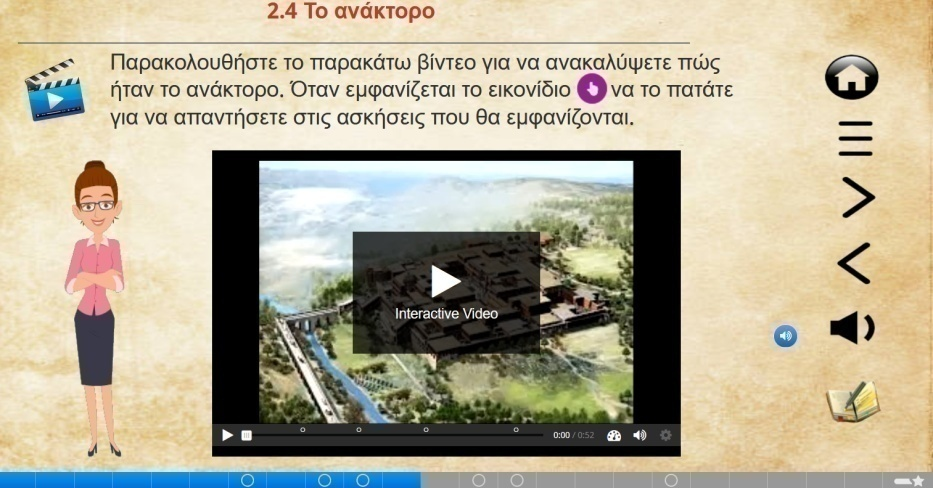 2.4 Το ανάκτορο
Παρακολουθήστε το παρακάτω βίντεο για να ανακαλύψετε πώς
ήταν το ανάκτορο. Όταν εμφανίζεται το εικονίδιο να το πατάτε
για να απαντήσετε στις ασκήσεις που θα εμφανίζονται.
Interactive Video
0:00 / 0:52